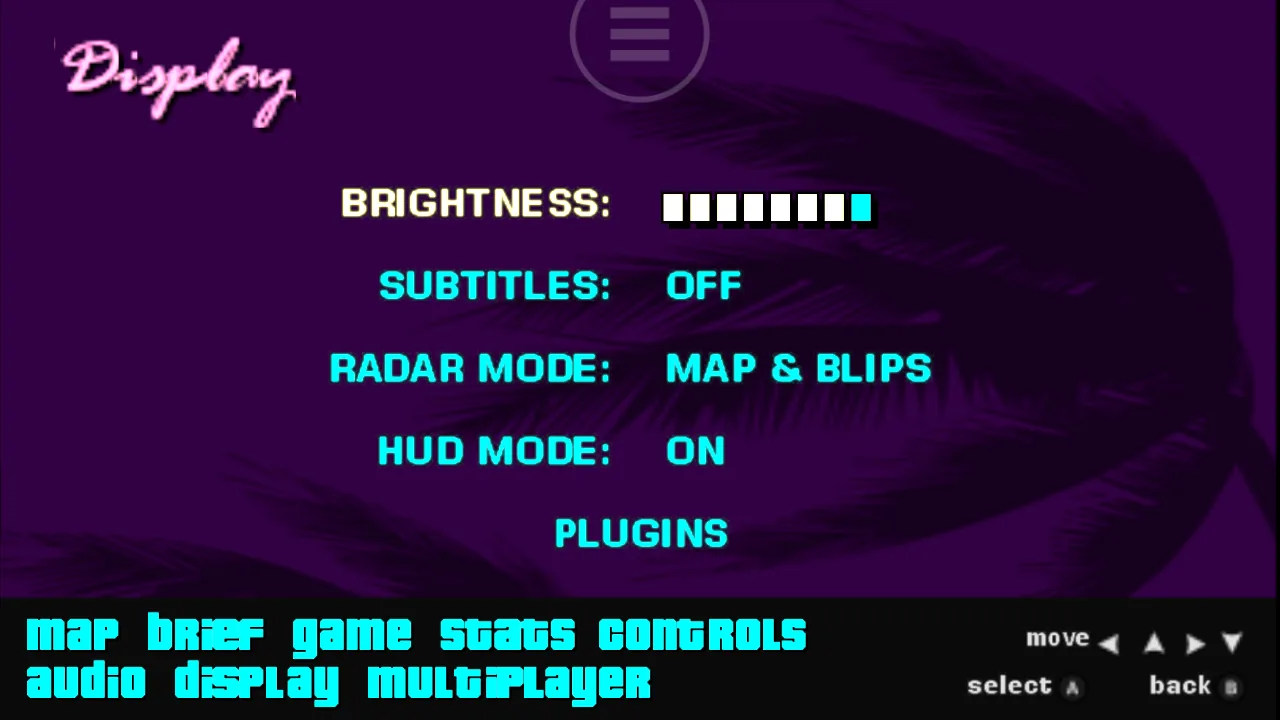 Display
BRIGHTNESS:
SUBTITLES: OFF
RADAR MODE: MAP & BLIPS
HUD MODE: ON
PLUGINS
map brief game stats controls
audio display multiplayer
move
select A back B